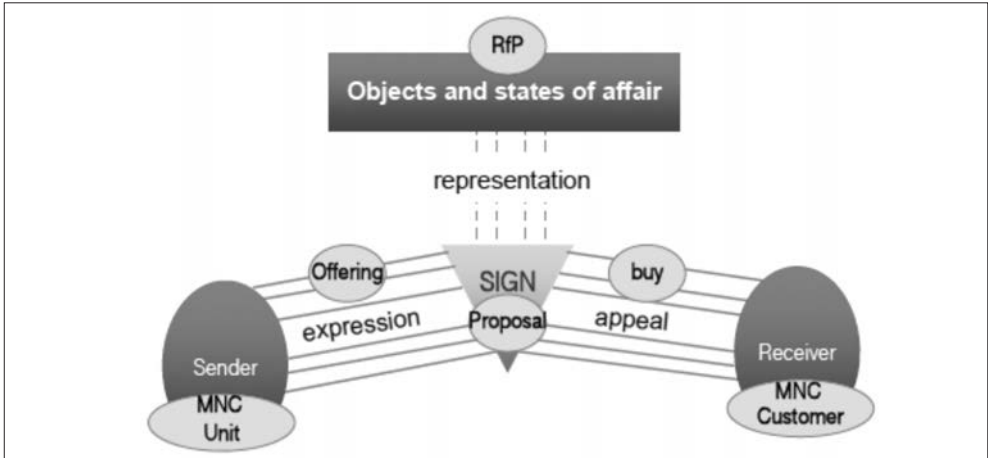 RfP
Objects and states of affair
representation
Offering
SIGN
buy
expression
Proposal
appeal
Sender
Receiver
MNC
Unit
MNC
Customer